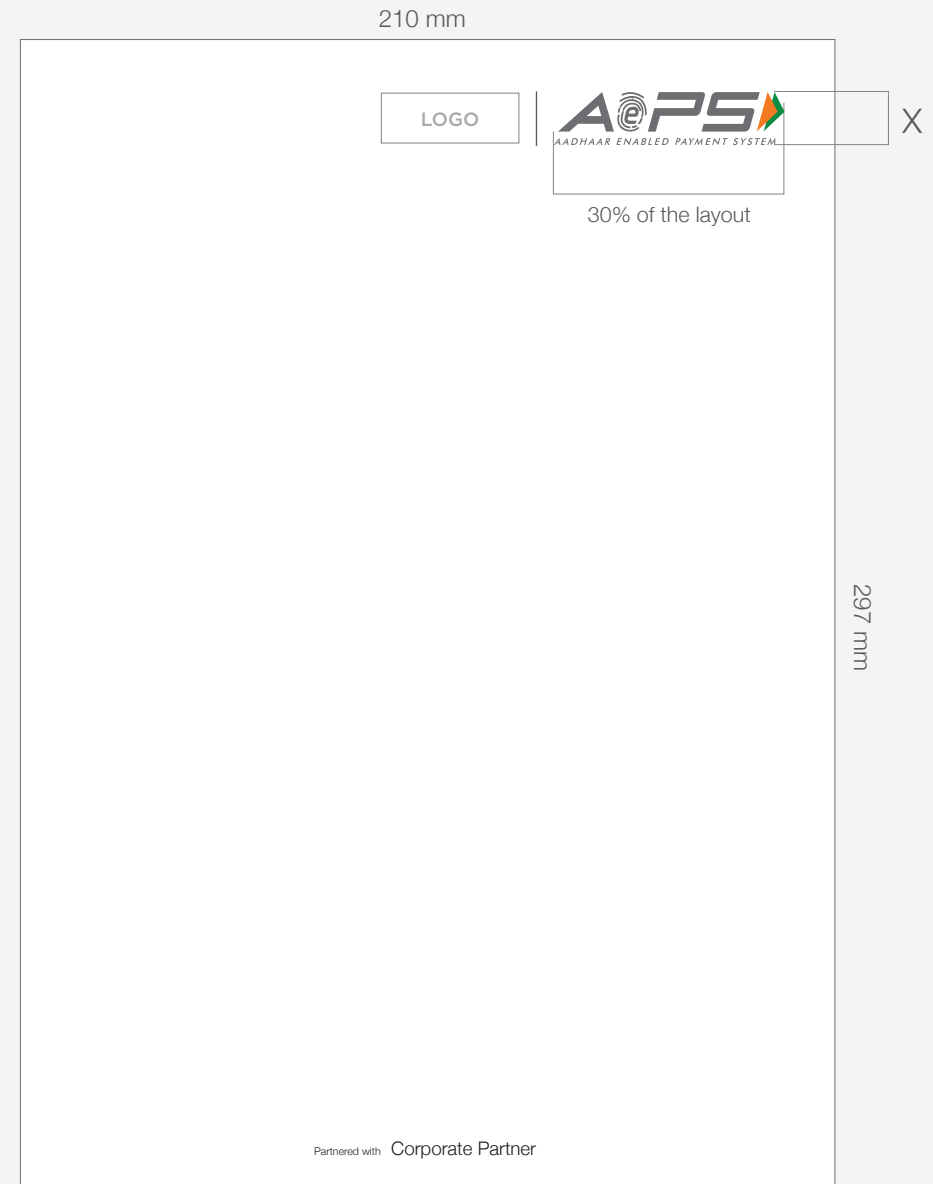 210 mm
LOGO
AePS
X
AADHAAR ENABLED PAYMENT SYSTEM
30% of the layout
297 mm
Partnered with Corporate Partner